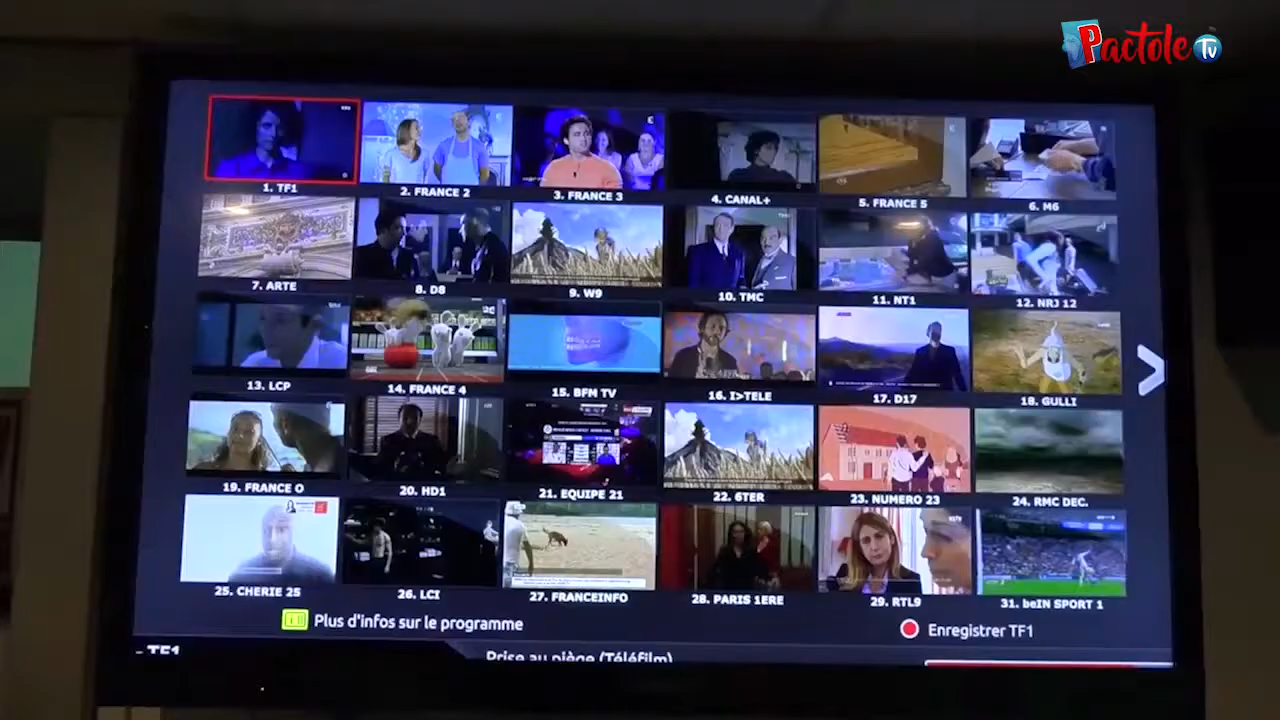 Pactole Tv
1. TF1
2. FRANCE 2
3. FRANCE 3
4. CANAL+
5. FRANCE 5
6. M6
7. ARTE
8. D8
9. W9
10. TMC
11. NT1
12. NRJ 12
13. LCP
14. FRANCE 4
15. BFM TV
16. I>TELE
17. D17
18. GULLI
19. FRANCE O
20. HD1
21. EQUIPE 21
22. 6TER
23. NUMERO 23
24. RMC DEC.
25. CHERIE 25
26. LCI
27. FRANCEINFO
28. PARIS 1ERE
29. RTL9
31. beIN SPORT 1
Plus d'infos sur le programme
Enregistrer TF1
TF1
Prise au piège (Téléfilm)